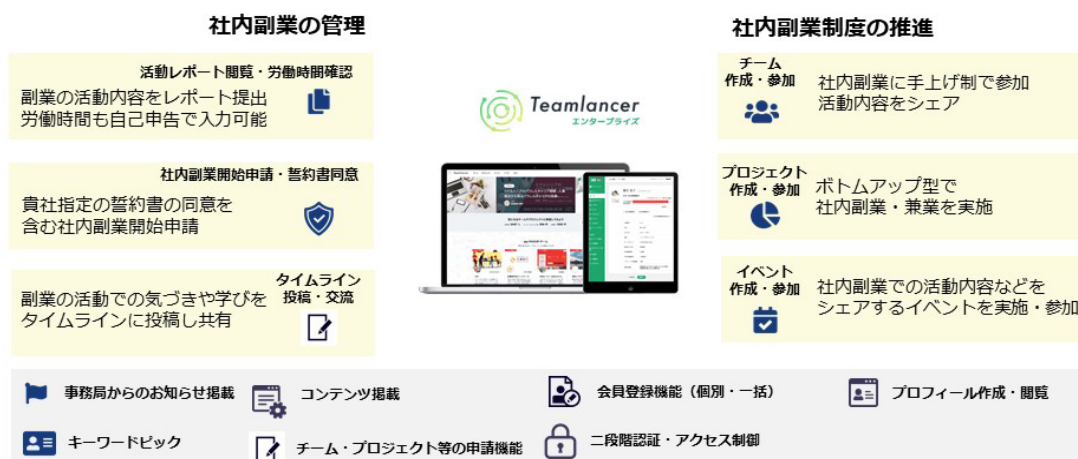 社内副業の管理
活動レポート閲覧・労働時間確認
副業の活動内容をレポート提出
労働時間も自己申告で入力可能
社内副業開始申請・誓約書同意
貴社指定の誓約書の同意を
含む社内副業開始申請
タイムライン
投稿・交流
副業の活動での気づきや学びを
タイムラインに投稿し共有
Teamlancer
エンタープライズ
社内副業制度の推進
チーム
作成・参加
社内副業に手上げ制で参加
活動内容をシェア
プロジェクト
作成・参加
ボトムアップ型で
社内副業・兼業を実施
イベント
作成・参加
社内副業での活動内容などを
シェアするイベントを実施・参加
事務局からのお知らせ掲載
コンテンツ掲載
会員登録機能（個別・一括）
プロフィール作成・閲覧
キーワードピック
チーム・プロジェクト等の申請機能
二段階認証・アクセス制御